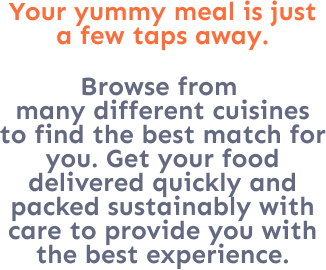 Your yummy meal is just
a few taps away.
Browse from
many different cuisines
to find the best match for
you. Get your food
delivered quickly and
packed sustainably with
care to provide you with
the best experience.